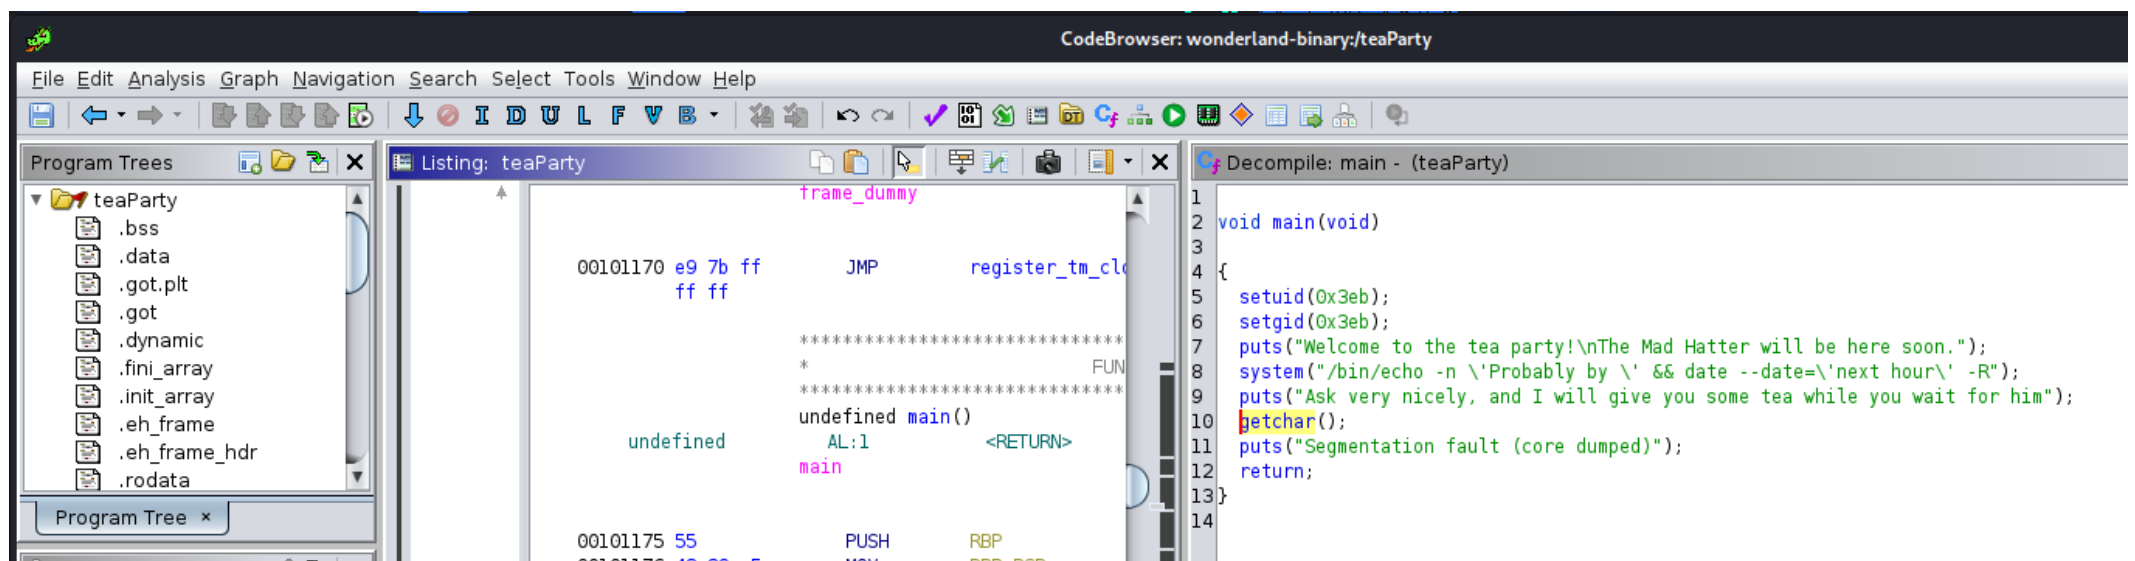 CodeBrowser: wonderland-binary:/teaParty
File Edit Analysis Graph Navigation Search Select Tools Window Help
I D U L F V B
Program Trees
teaParty
.bss
.data
.got.plt
.got
.dynamic
.fini_array
.init_array
.eh_frame
.eh_frame_hdr
.rodata
Program Tree ×
Listing: teaParty
frame_dummy
00101170 e9 7b ff JMP register_tm_clo
ff ff
******************************
* FUN
******************************
undefined main()
undefined AL:1 <RETURN>
main
00101175 55 PUSH RBP
Decompile: main - (teaParty)
1
2 void main(void)
3
4 {
5 setuid(0x3eb);
6 setgid(0x3eb);
7 puts("Welcome to the tea party!\nThe Mad Hatter will be here soon.");
8 system("/bin/echo -n \'Probably by \' && date --date=\'next hour\' -R");
9 puts("Ask very nicely, and I will give you some tea while you wait for him");
10 getchar();
11 puts("Segmentation fault (core dumped)");
12 return;
13 }
14